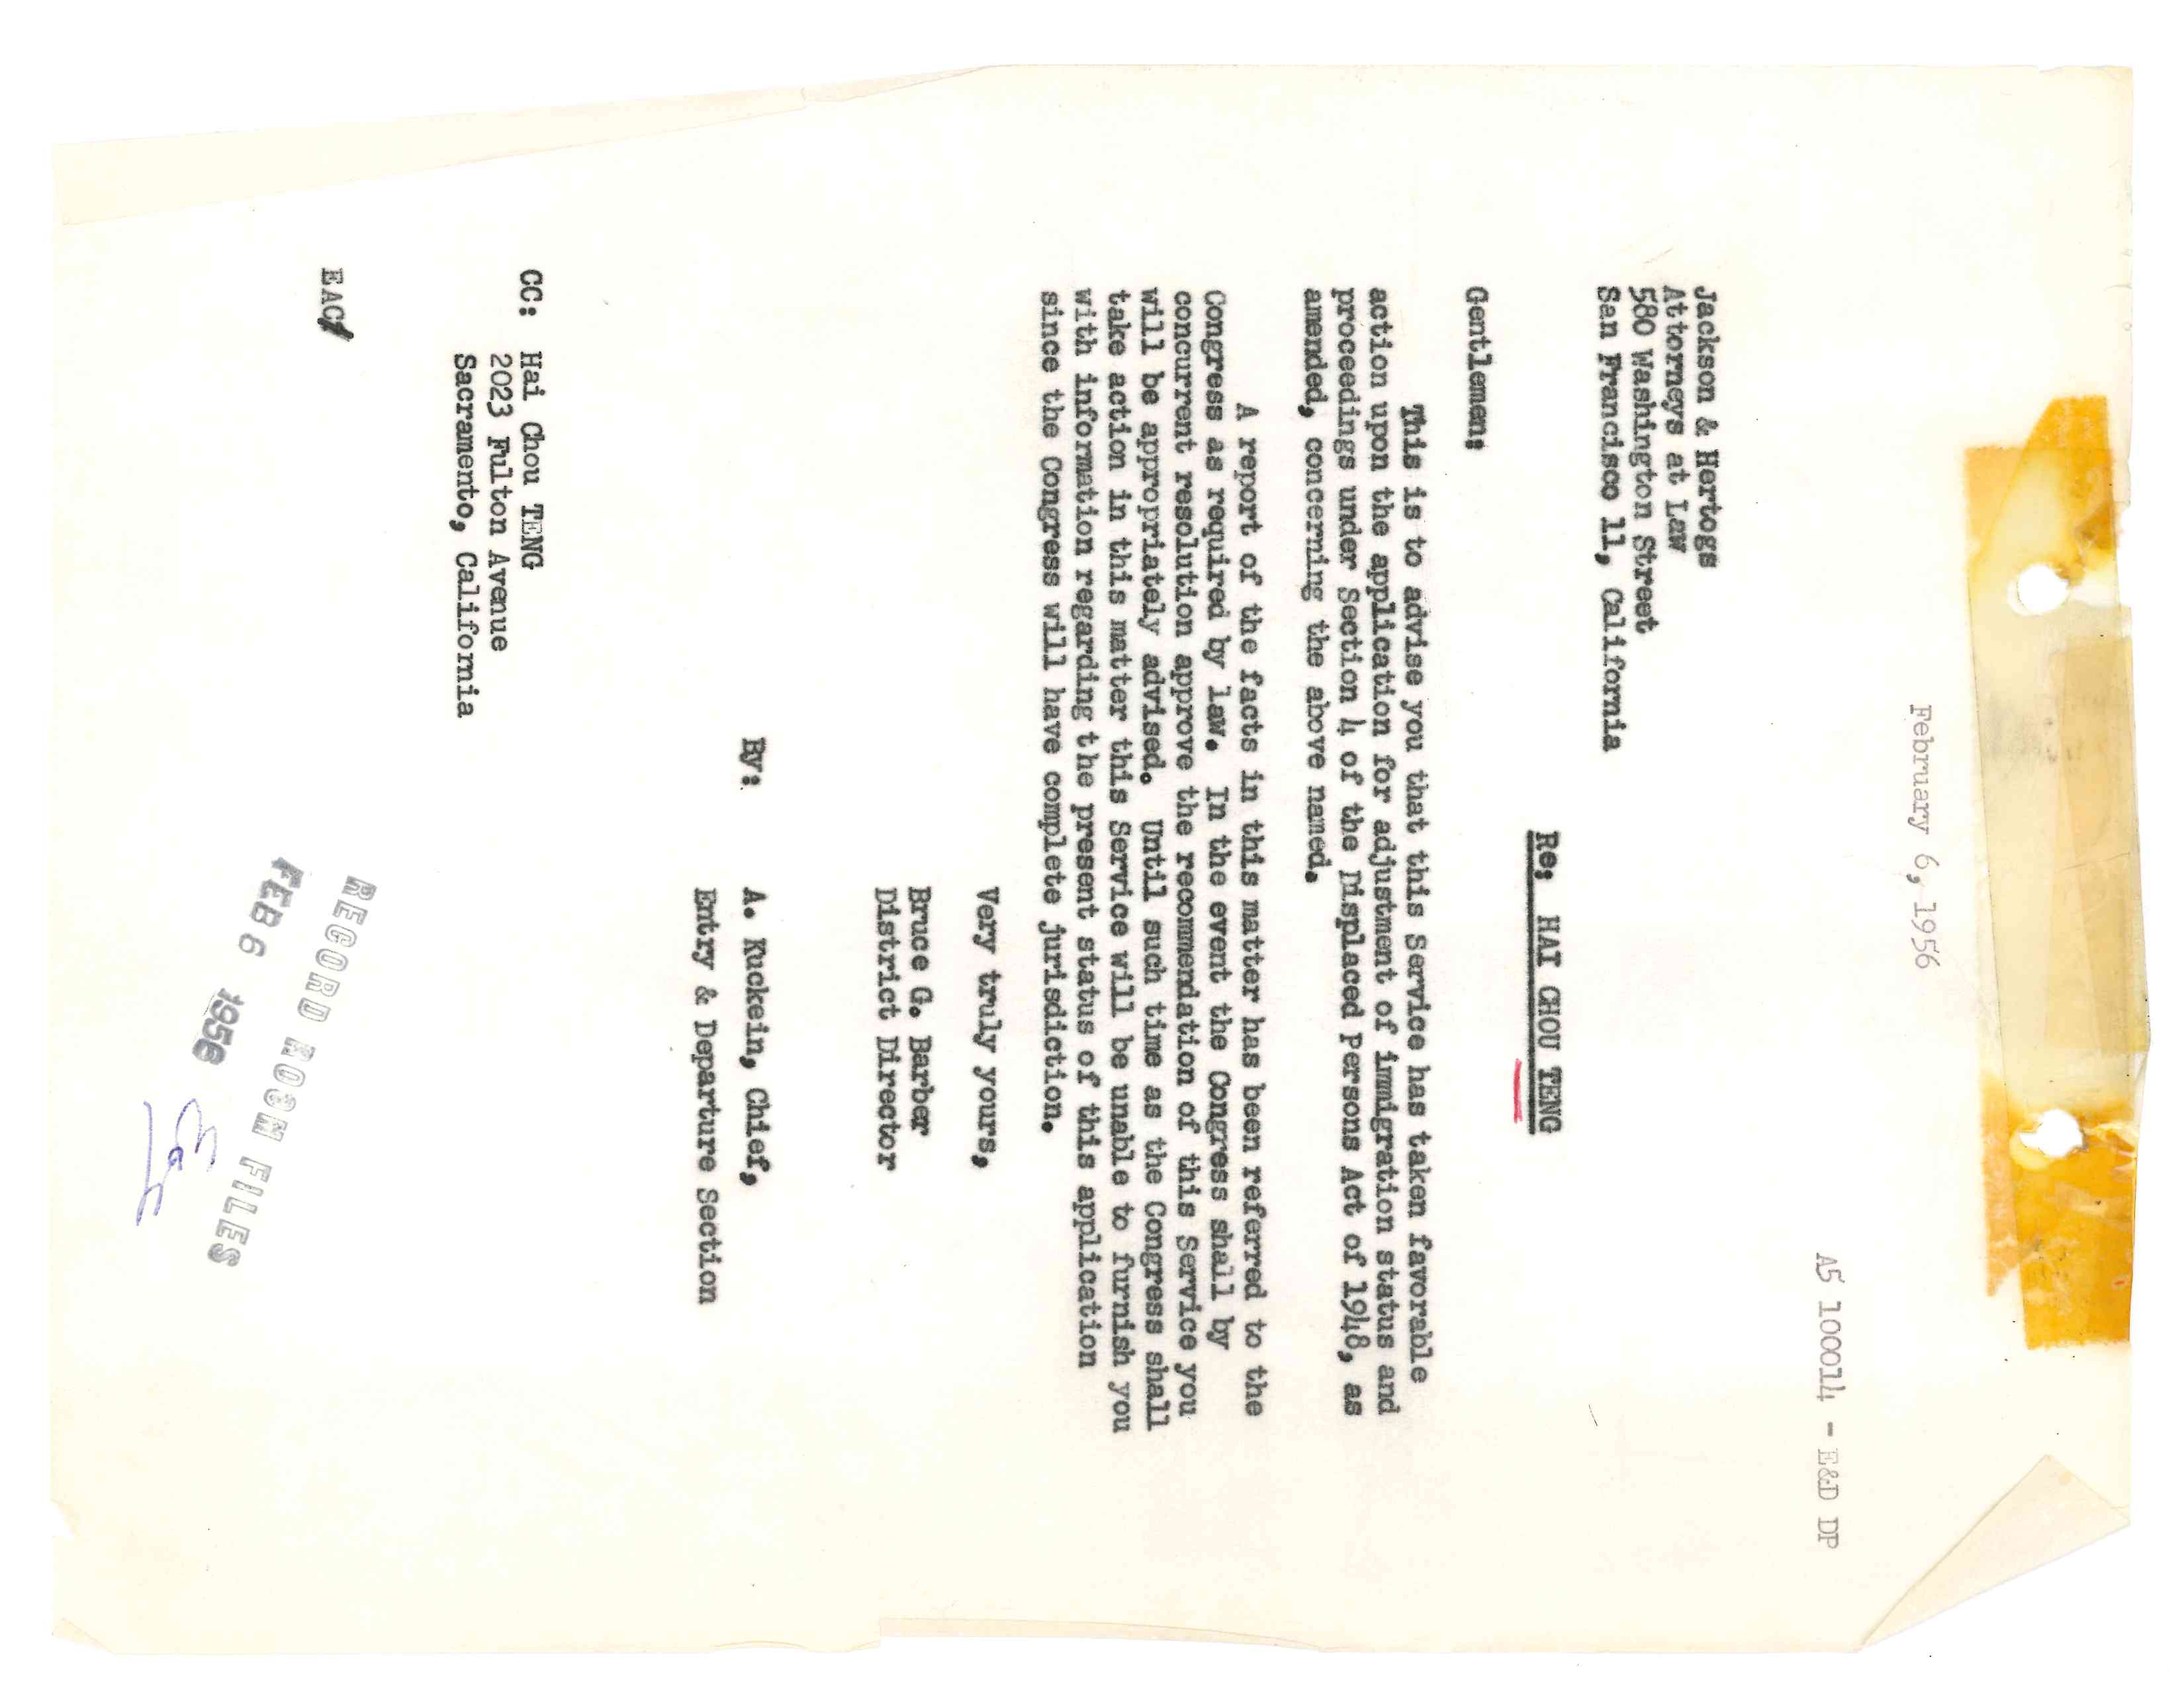 February 6, 1956
A5 100014 - E&D DP
Jackson & Hertogs
Attorneys at Law
580 Washington Street
San Francisco 11, California
Re: HAI CHOU TENG
Gentlemen:
This is to advise you that this Service has taken favorable
action upon the application for adjustment of immigration status and
proceedings under Section 4 of the Displaced Persons Act of 1948, as
amended, concerning the above named.
A report of the facts in this matter has been referred to the
Congress as required by law. In the event the Congress shall by
concurrent resolution approve the recommendation of this Service you
will be appropriately advised. Until such time as the Congress shall
take action in this matter this Service will be unable to furnish you
with information regarding the present status of this application
since the Congress will have complete jurisdiction.
Very truly yours,
Bruce G. Barber
District Director
By: A. Kuckein, Chief,
Entry & Departure Section
CC: Hai Chou TENG
2023 Fulton Avenue
Sacramento, California
EAC
RECORD ROOM FILES
FEB 6 1956